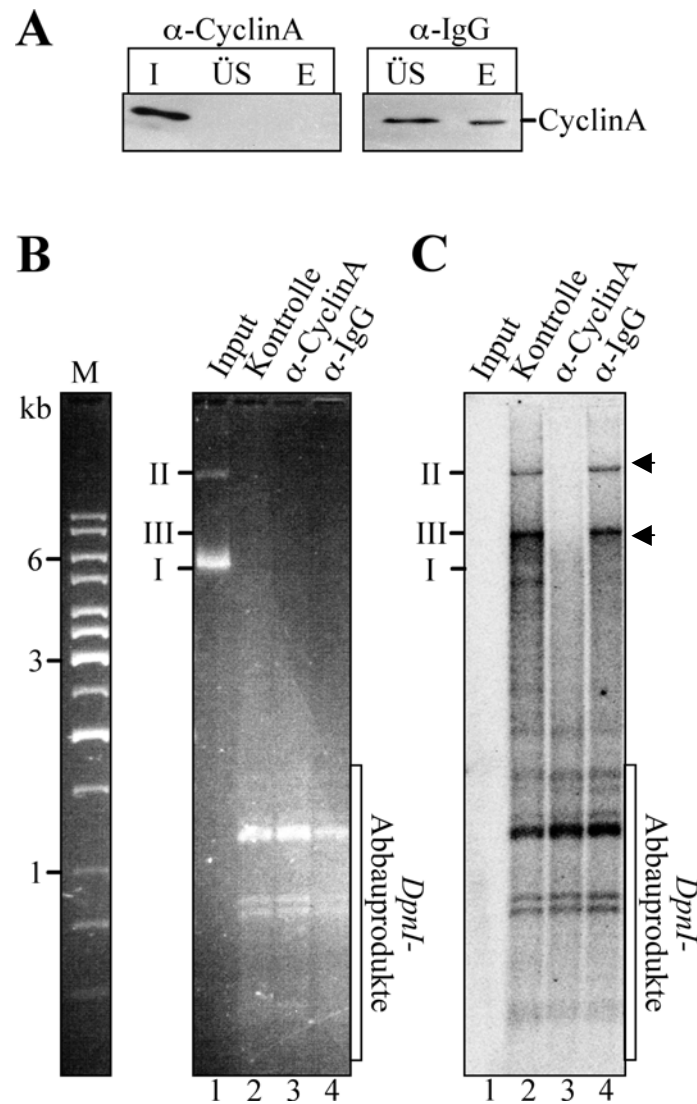 A
α-CyclinA
α-IgG
I ÜS E
ÜS E
CyclinA
B
C
Input
Kontrolle
α-CyclinA
α-IgG
Input
Kontrolle
α-CyclinA
α-IgG
M
kb
6
3
1
II
III
I
II
III
I
DpnI-
Abbauprodukte
DpnI-
Abbauprodukte
1 2 3 4
1 2 3 4